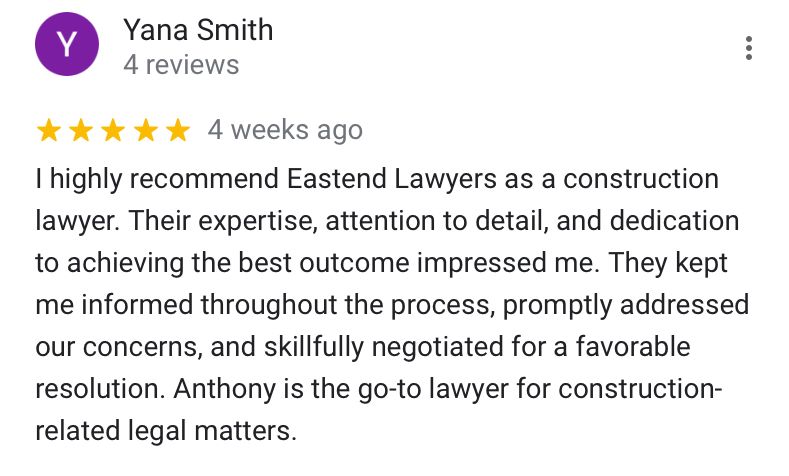 Y
Yana Smith
4 reviews
4 weeks ago
I highly recommend Eastend Lawyers as a construction
lawyer. Their expertise, attention to detail, and dedication
to achieving the best outcome impressed me. They kept
me informed throughout the process, promptly addressed
our concerns, and skillfully negotiated for a favorable
resolution. Anthony is the go-to lawyer for construction-
related legal matters.